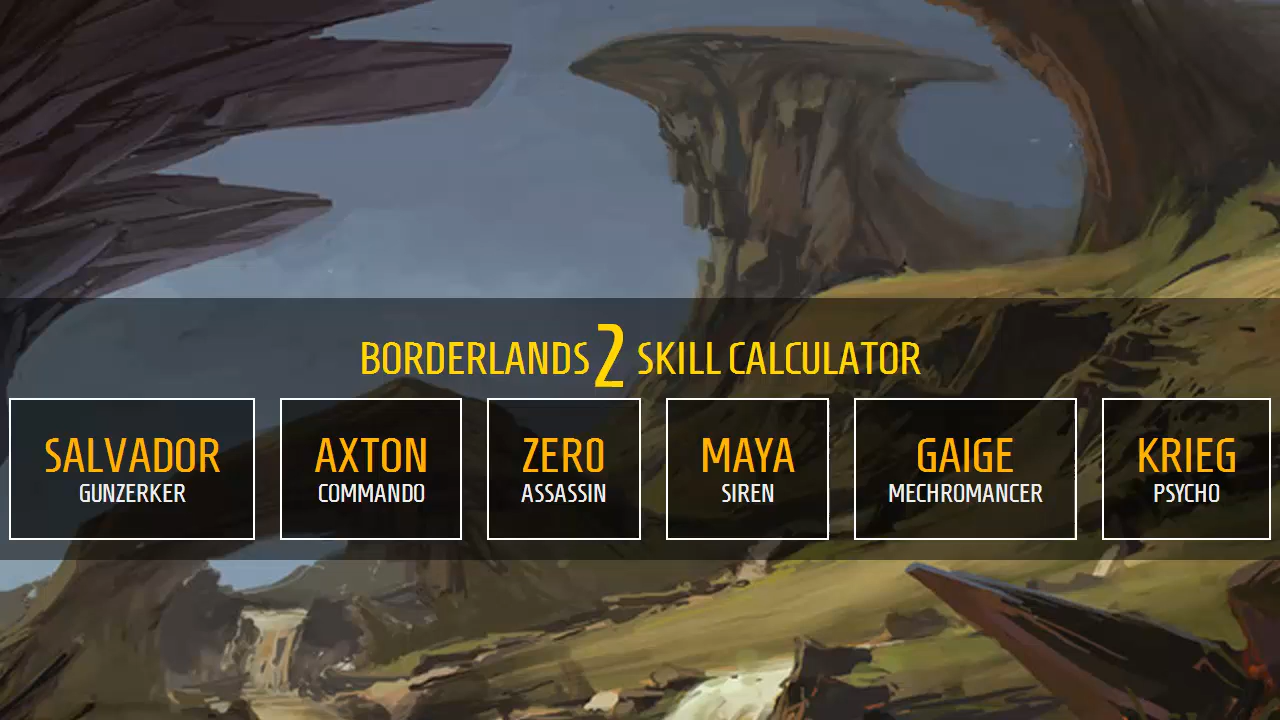 BORDERLANDS 2 SKILL CALCULATOR
SALVADOR
GUNZERKER
AXTON
COMMANDO
ZERO
ASSASSIN
MAYA
SIREN
GAIGE
MECHROMANCER
KRIEG
PSYCHO